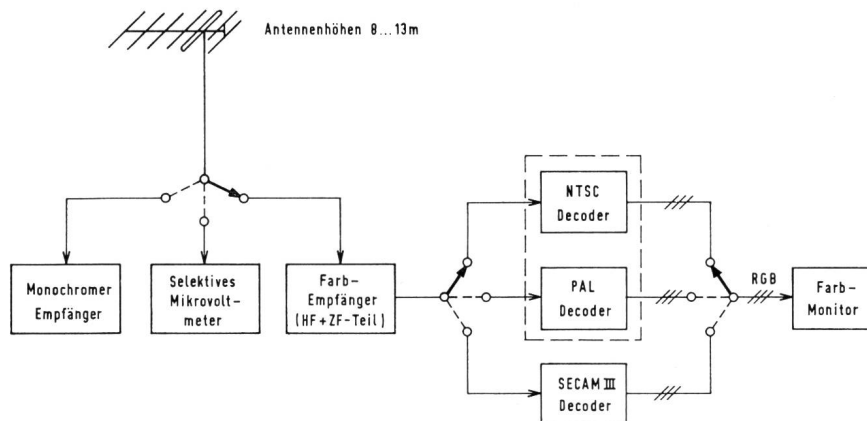 Antennenhöhen 8...13m
NTSC
Decoder
Monochromer
Empfänger
Selektives
Mikrovolt-
meter
Farb-
Empfänger
(HF+ZF-Teil)
PAL
Decoder
RGB
Farb-
Monitor
SECAM III
Decoder